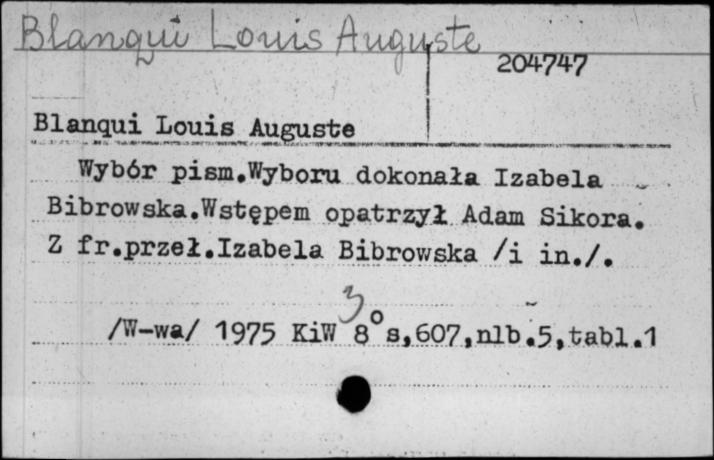 Blanqui Louis Auguste
204747
Blanqui Louis Auguste
Wybór pism.Wyboru dokonała Izabela
Bibrowska.Wstępem opatrzył Adam Sikora.
Z fr.przeł.Izabela Bibrowska /i in./.
3
/W-wa/ 1975 KiW 8° s,607,nlb.5,tabl.1